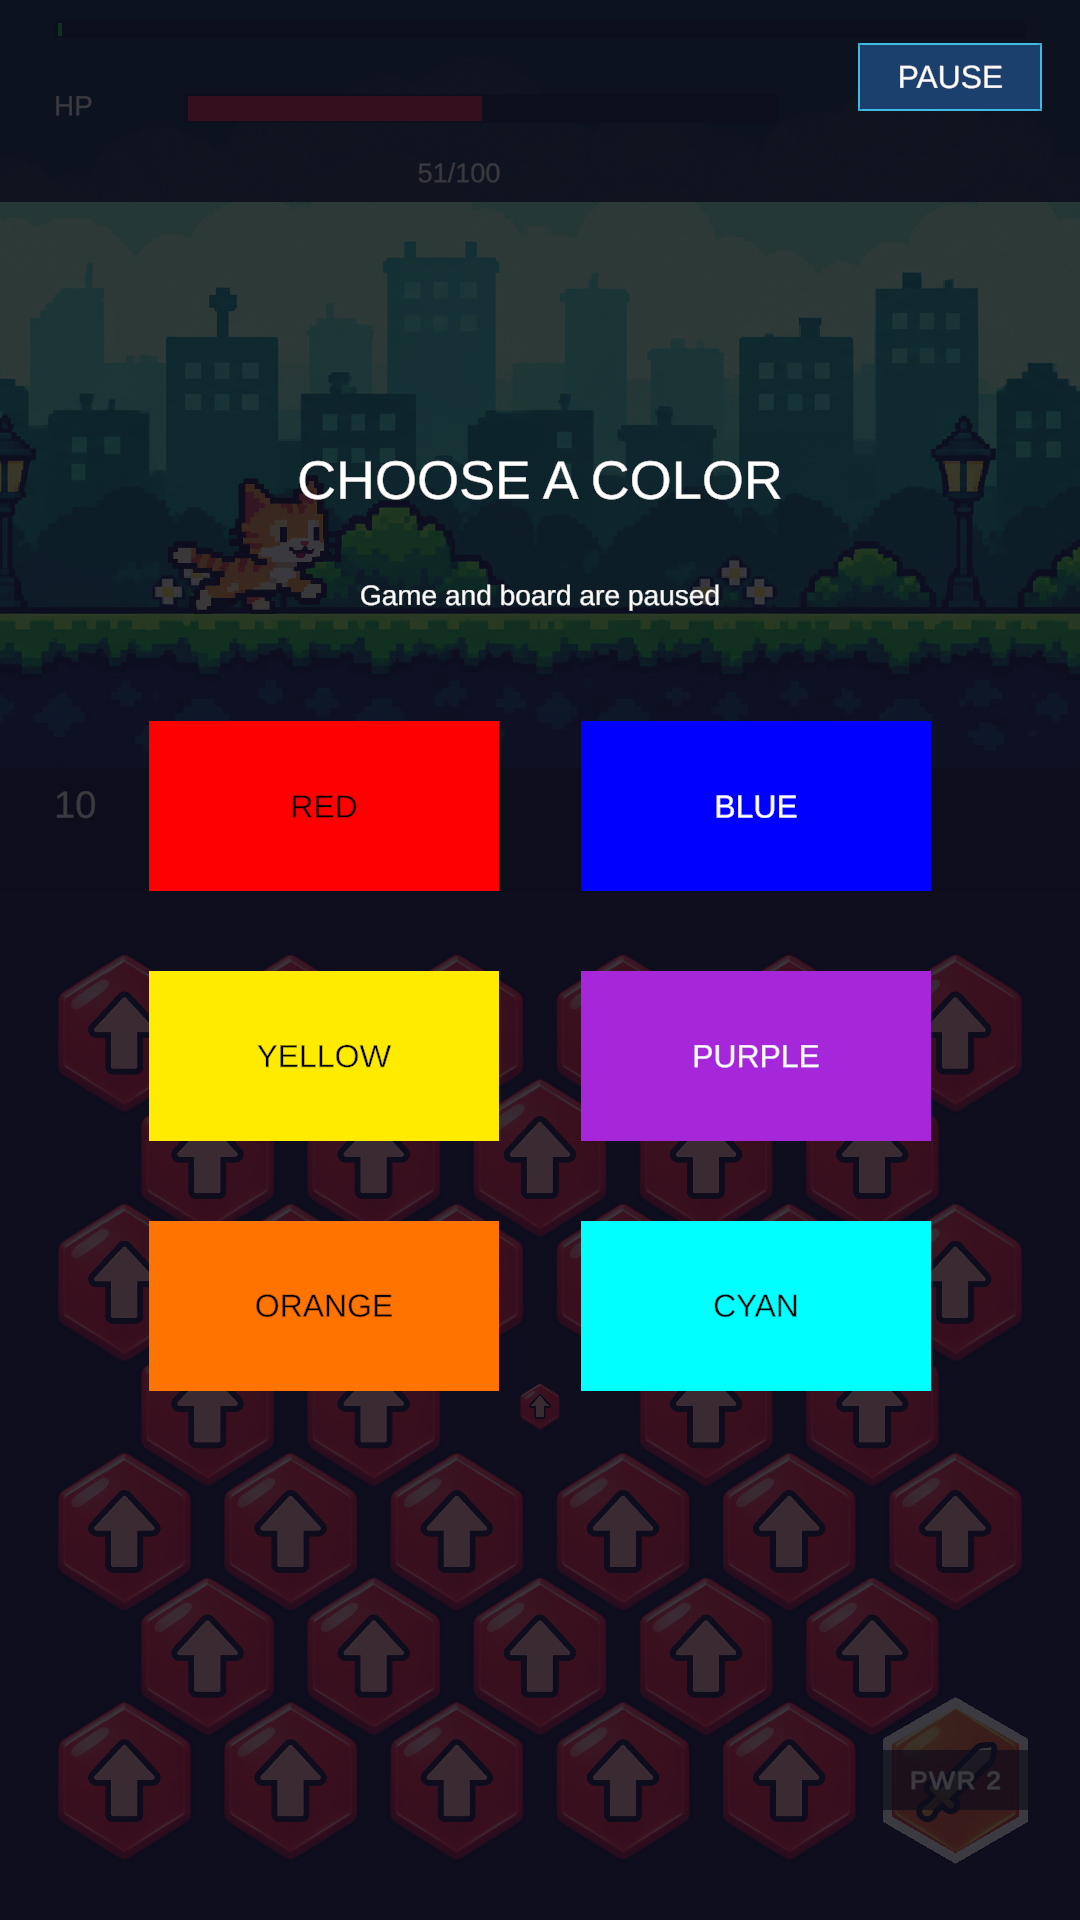 PAUSE
HP
51/100
CHOOSE A COLOR
Game and board are paused
10
RED
BLUE
YELLOW
PURPLE
ORANGE
CYAN
PWR 2